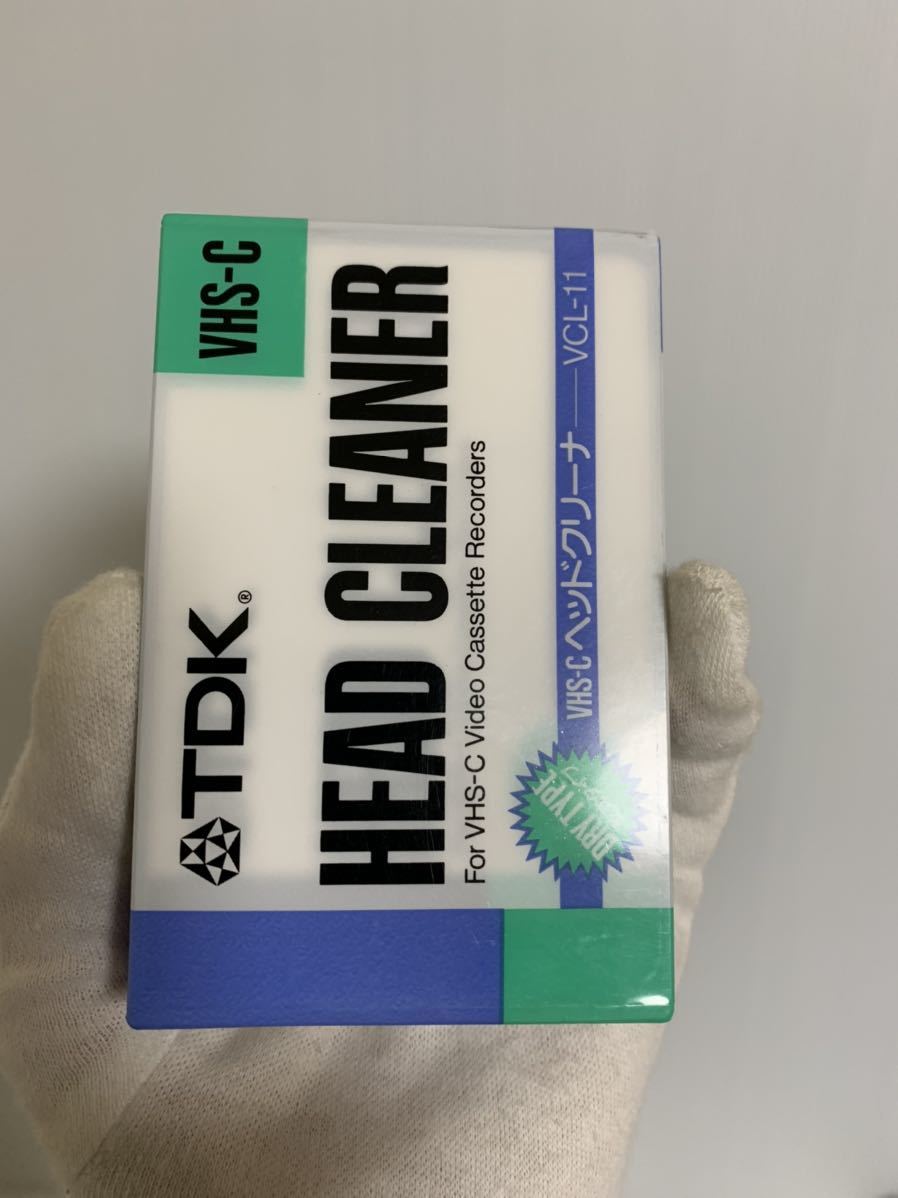 TDK®
VHS-C
HEAD CLEANER
For VHS-C Video Cassette Recorders
VHS-C ヘッドクリーナ — VCL-11
DRY TYPE